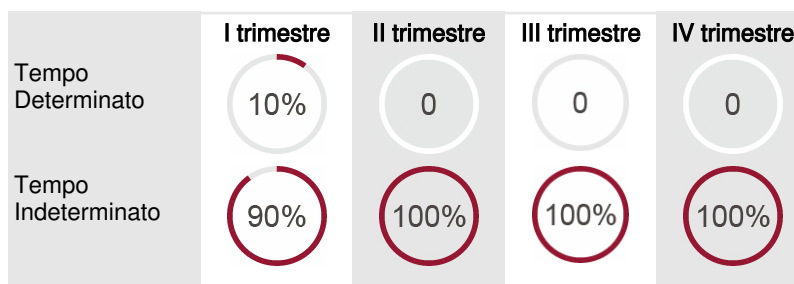 I trimestre II trimestre III trimestre IV trimestre
Tempo
Determinato
10% 0 0 0
Tempo
Indeterminato
90% 100% 100% 100%